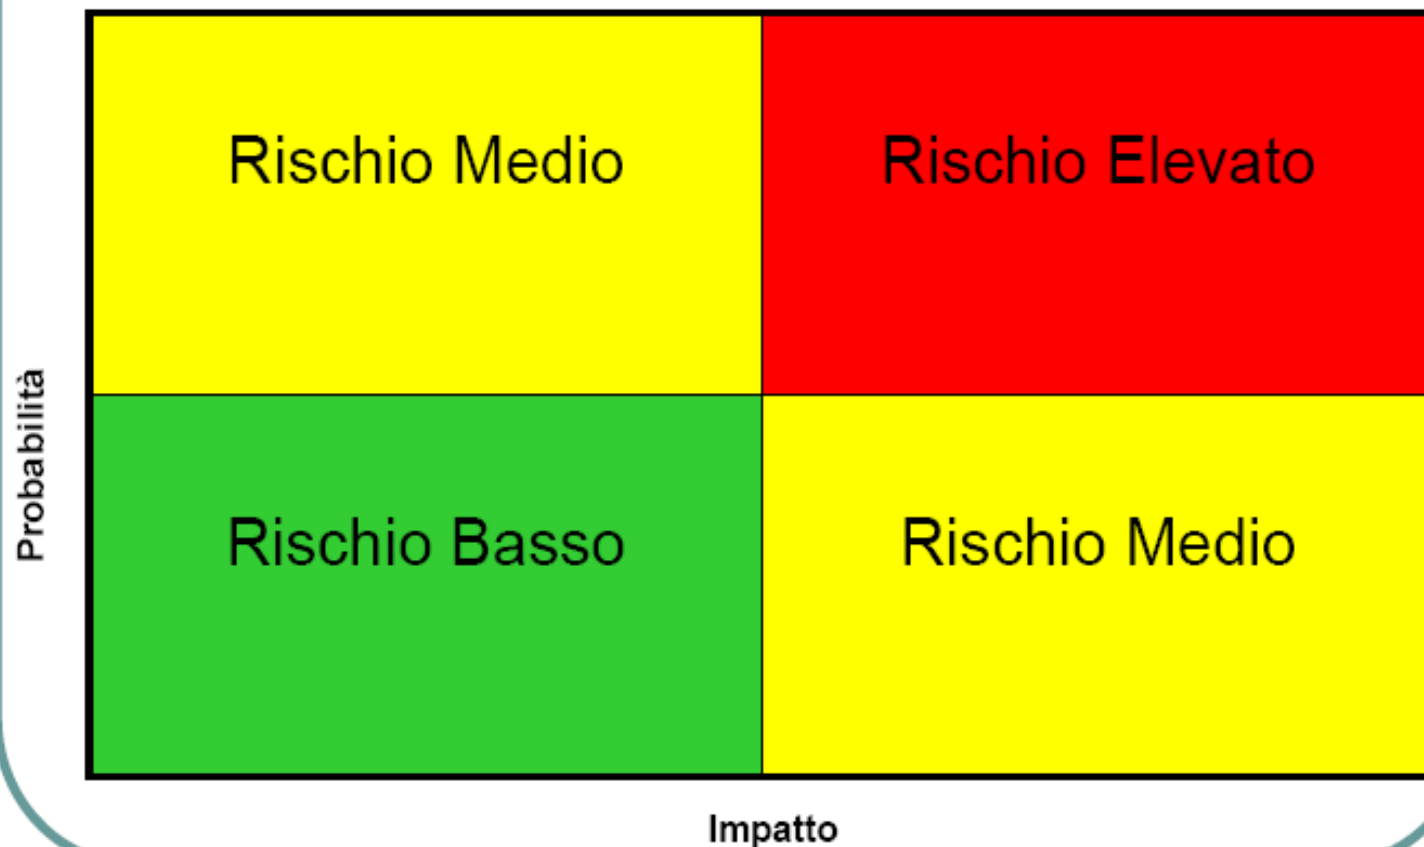 Rischio Medio
Rischio Elevato
Probabilità
Rischio Basso
Rischio Medio
Impatto